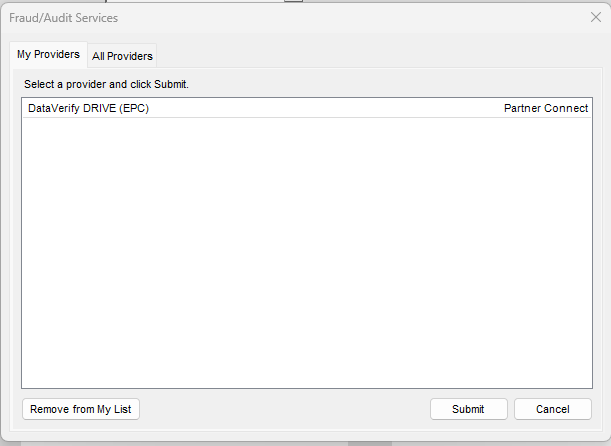 Fraud/Audit Services
My Providers All Providers
Select a provider and click Submit.
DataVerify DRIVE (EPC) Partner Connect
Remove from My List Submit Cancel